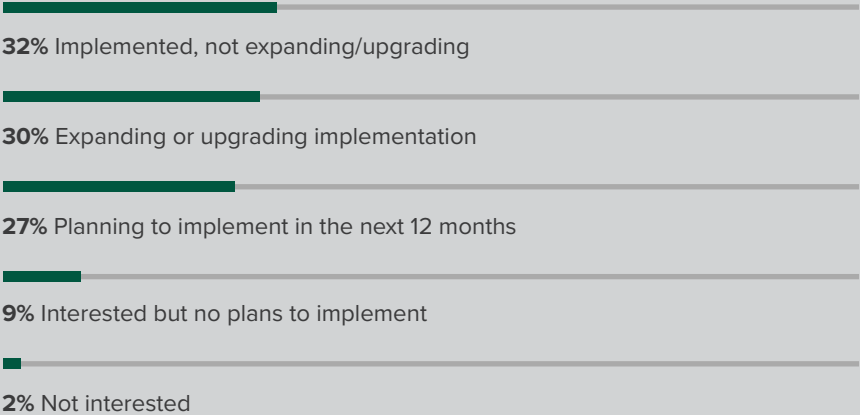 32% Implemented, not expanding/upgrading
30% Expanding or upgrading implementation
27% Planning to implement in the next 12 months
9% Interested but no plans to implement
2% Not interested